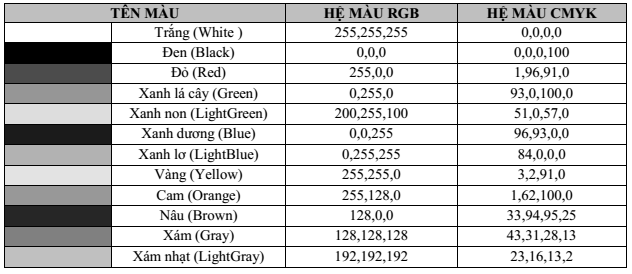 TÊN MÀU HỆ MÀU RGB HỆ MÀU CMYK
Trắng (White ) 255,255,255 0,0,0,0
Đen (Black) 0,0,0 0,0,0,100
Đỏ (Red) 255,0,0 1,96,91,0
Xanh lá cây (Green) 0,255,0 93,0,100,0
Xanh non (LightGreen) 200,255,100 51,0,57,0
Xanh dương (Blue) 0,0,255 96,93,0,0
Xanh lơ (LightBlue) 0,255,255 84,0,0,0
Vàng (Yellow) 255,255,0 3,2,91,0
Cam (Orange) 255,128,0 1,62,100,0
Nâu (Brown) 128,0,0 33,94,95,25
Xám (Gray) 128,128,128 43,31,28,13
Xám nhạt (LightGray) 192,192,192 23,16,13,2